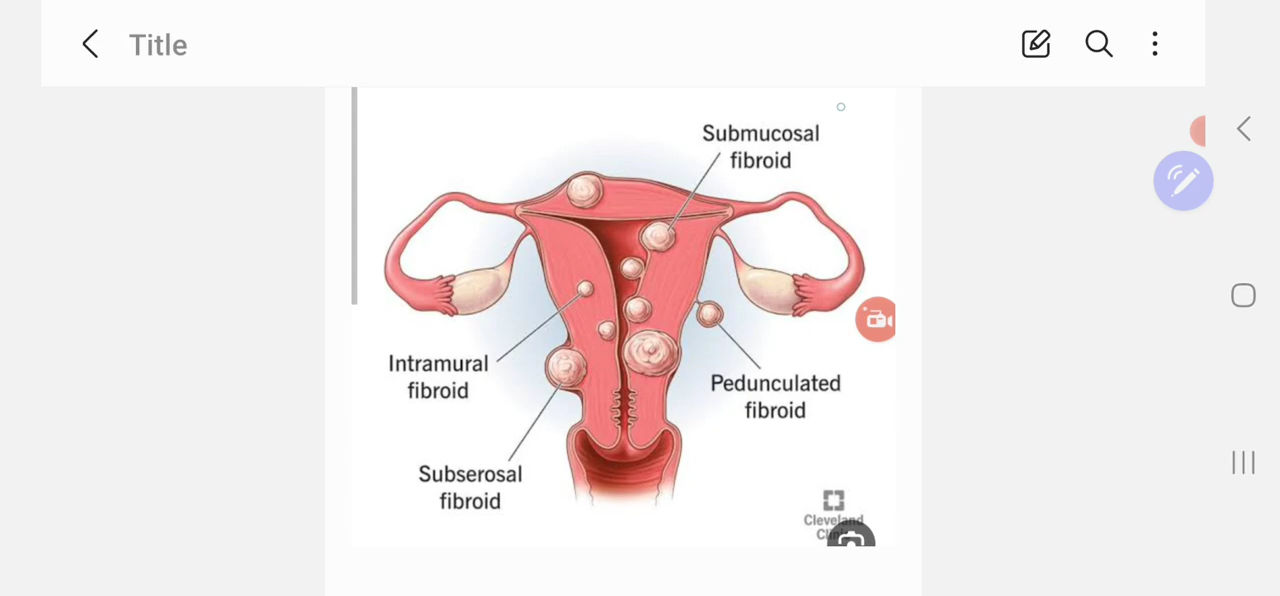 Title
Submucosal
fibroid
Intramural
fibroid
Pedunculated
fibroid
Subserosal
fibroid
Cleveland